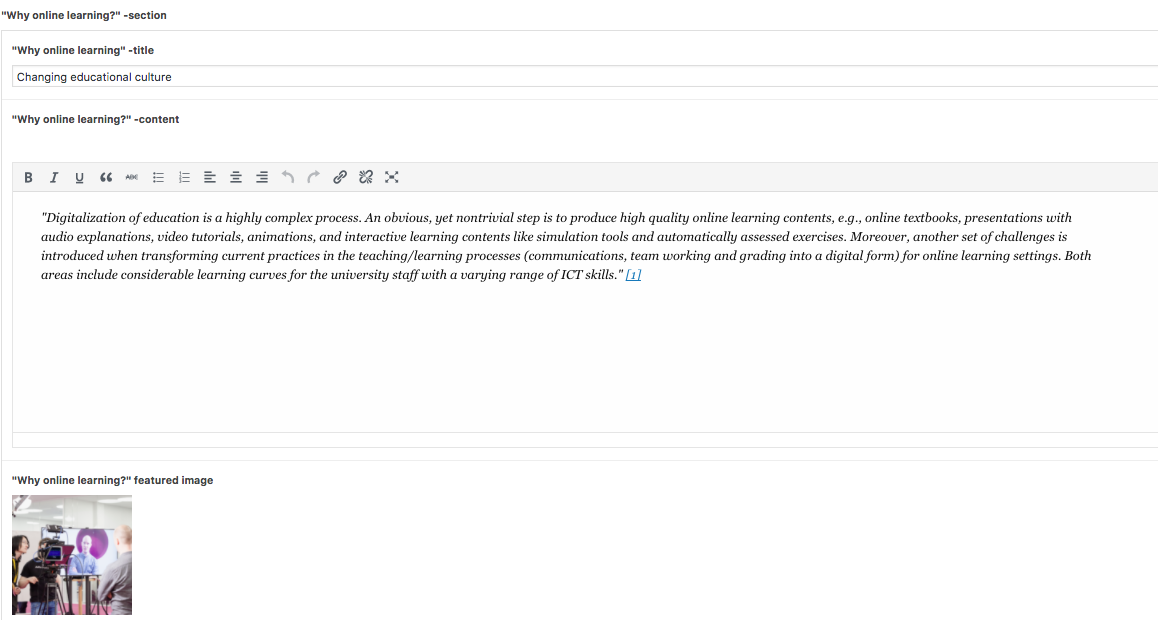 "Why online learning?" -section
"Why online learning" -title
Changing educational culture
"Why online learning?" -content
B I U ABC
"Digitalization of education is a highly complex process. An obvious, yet nontrivial step is to produce high quality online learning contents, e.g., online textbooks, presentations with
audio explanations, video tutorials, animations, and interactive learning contents like simulation tools and automatically assessed exercises. Moreover, another set of challenges is
introduced when transforming current practices in the teaching/learning processes (communications, team working and grading into a digital form) for online learning settings. Both
areas include considerable learning curves for the university staff with a varying range of ICT skills." [1]
"Why online learning?" featured image